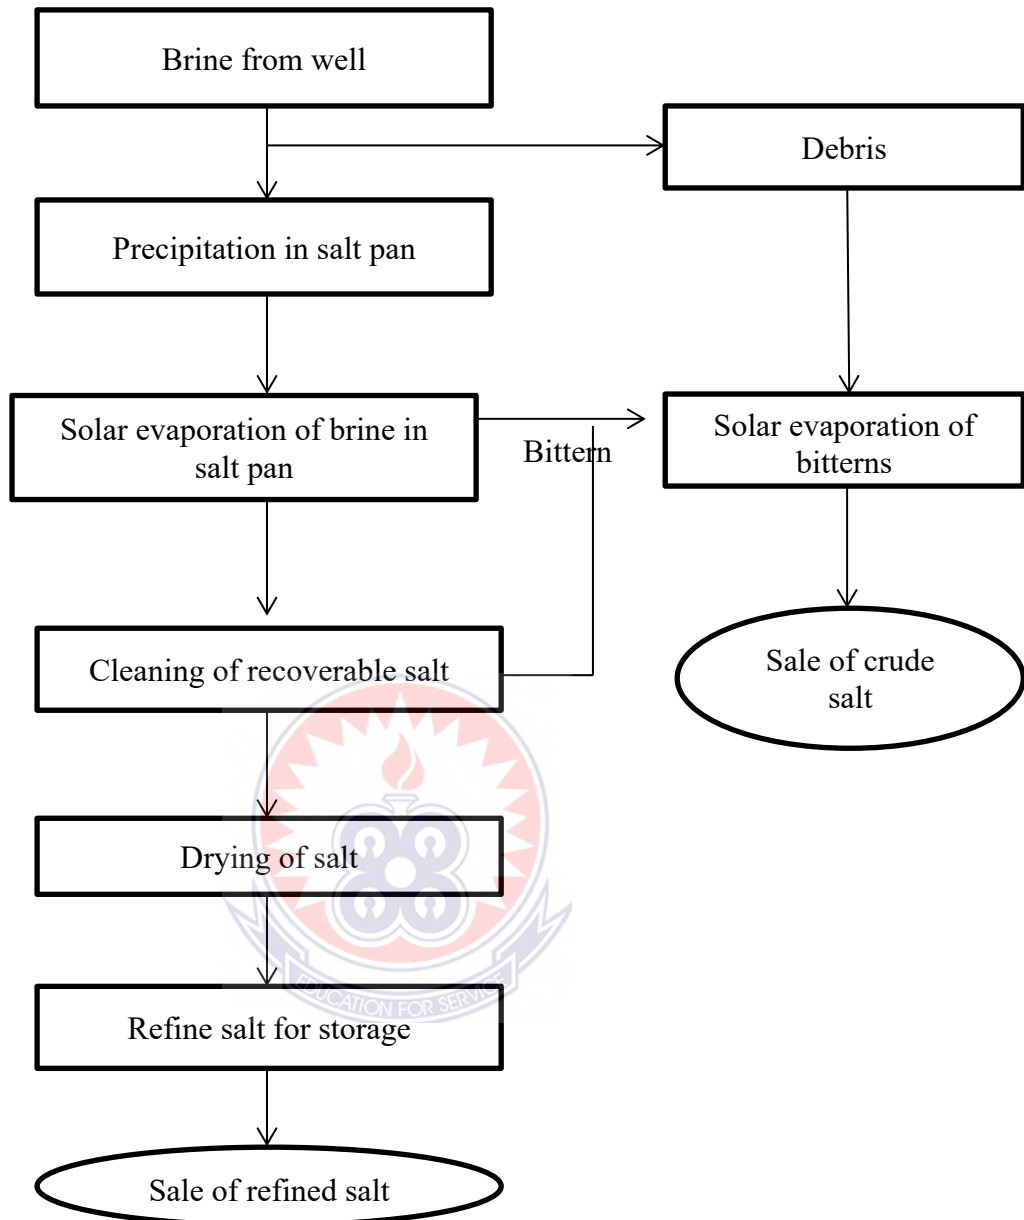 Brine from well
Debris
Precipitation in salt pan
Solar evaporation of brine in
salt pan
Bittern
Solar evaporation of
bitterns
Cleaning of recoverable salt
Sale of crude
salt
Drying of salt
EDUCATION FOR SERVICE
Refine salt for storage
Sale of refined salt